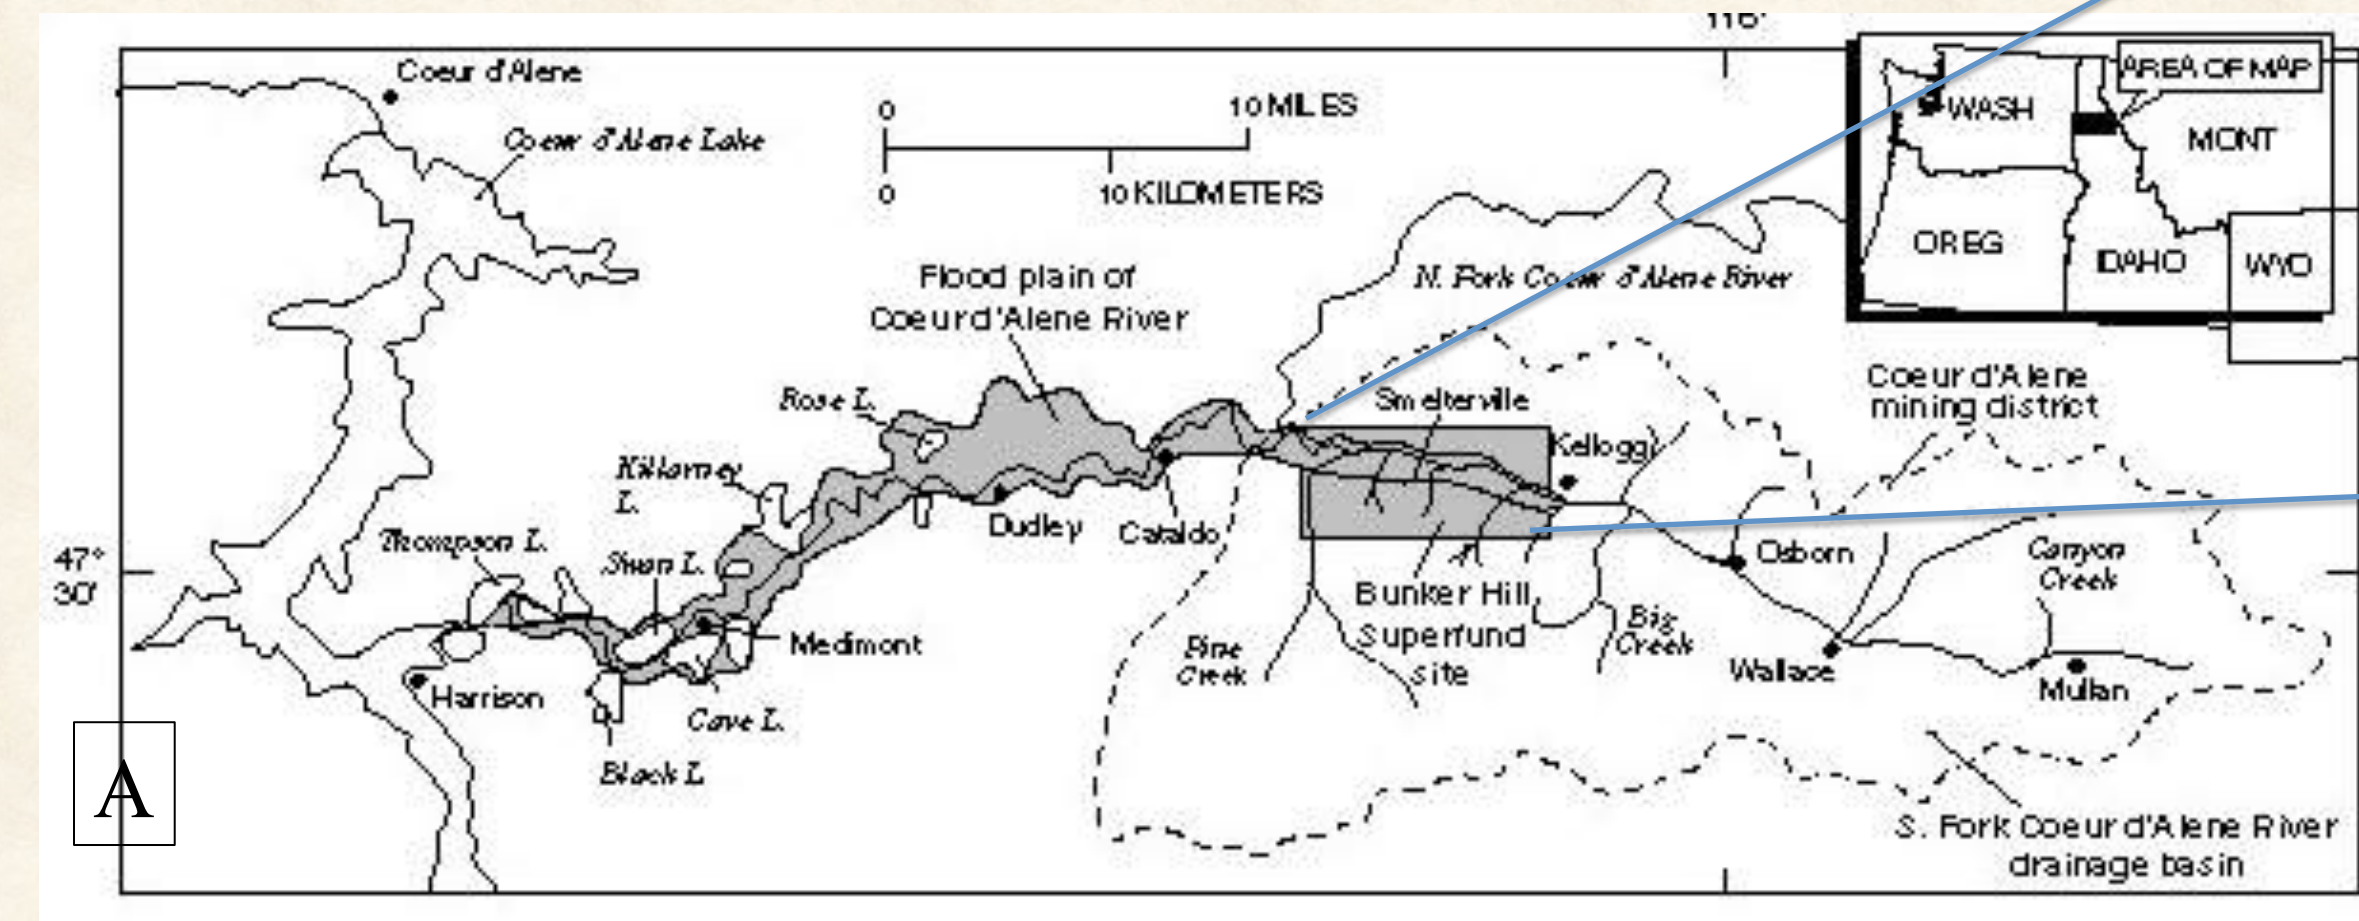 116°
Coeur d'Alene
Coeur d'Alene Lake
0
10 MILES
0
10 KILOMETERS
AREA OF MAP
WASH
MONT
OREG
IDAHO
WYO
N. Fork Coeur d'Alene River
Flood plain of
Coeur d'Alene River
Coeur d'Alene
mining district
Rose L.
Smelterville
Kellogg
Killarney
L.
Thompson L.
Swan L.
Dudley
Cataldo
Osborn
Canyon
Creek
47°
30'
Bunker Hill
Superfund
site
Big
Creek
Pine
Creek
Medimont
Wallace
Mullan
Harrison
Cave L.
Black L
A
S. Fork Coeur d'Alene River
drainage basin